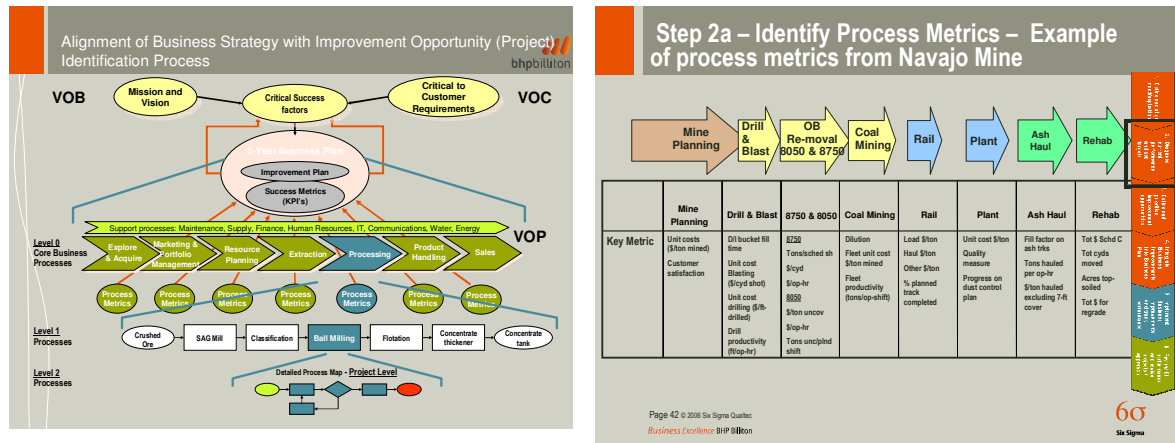 Alignment of Business Strategy with Improvement Opportunity (Project)
Identification Process
bhpbilliton
VOB
Mission and
Vision
Critical Success
factors
Critical to
Customer
Requirements
VOC
5-Year Business Plan
Improvement Plan
Success Metrics
(KPI's)
Support processes: Maintenance, Supply, Finance, Human Resources, IT, Communications, Water, Energy
VOP
Level 0
Core Business
Processes
Explore
& Acquire
Marketing &
Portfolio
Management
Resource
Planning
Extraction
Processing
Product
Handling
Sales
Process
Metrics
Process
Metrics
Process
Metrics
Process
Metrics
Process
Metrics
Process
Metrics
Process
Metrics
Level 1
Processes
Crushed
Ore
SAG Mill
Classification
Ball Milling
Flotation
Concentrate
thickener
Concentrate
tank
Level 2
Processes
Detailed Process Map - Project Level
Step 2a – Identify Process Metrics – Example
of process metrics from Navajo Mine
Mine
Planning
Drill
&
Blast
OB
Re-moval
8050 & 8750
Coal
Mining
Rail
Plant
Ash
Haul
Rehab
Mine
Planning
Drill & Blast
8750 & 8050
Coal Mining
Rail
Plant
Ash Haul
Rehab
Key Metric
Unit costs
($/ton mined)
Customer
satisfaction
D/l bucket fill
time
Unit cost
Blasting
($/cyd shot)
Unit cost
drilling ($/ft-
drilled)
Drill
productivity
(ft/op-hr)
8750
Tons/sched sh
$/cyd
$/op-hr
8050
$/ton uncov
$/op-hr
Tons unc/plnd
shift
Dilution
Fleet unit cost
$/ton mined
Fleet
productivity
(tons/op-shift)
Load $/ton
Haul $/ton
Other $/ton
% planned
track
completed
Unit cost $/ton
Quality
measure
Progress on
dust control
plan
Fill factor on
ash trks
Tons hauled
per op-hr
$/ton hauled
excluding 7-ft
cover
Tot $ Schd C
Tot cyds
moved
Acres top-
soiled
Tot $ for
regrade
Page 42 © 2006 Six Sigma Qualtec
Business Excellence BHP Billiton
6σ
Six Sigma